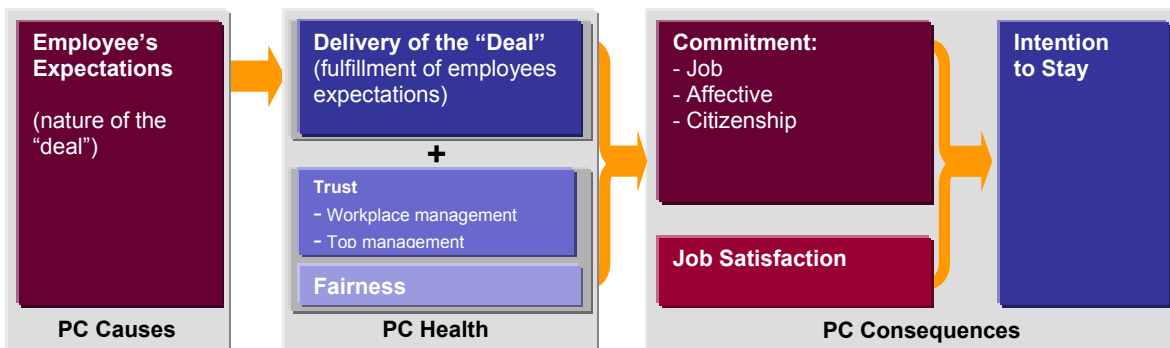 Employee's
Expectations
(nature of the
"deal")
PC Causes
Delivery of the “Deal”
(fulfillment of employees
expectations)
+
Trust
- Workplace management
- Top management
Fairness
PC Health
Commitment:
- Job
- Affective
- Citizenship
Job Satisfaction
Intention
to Stay
PC Consequences